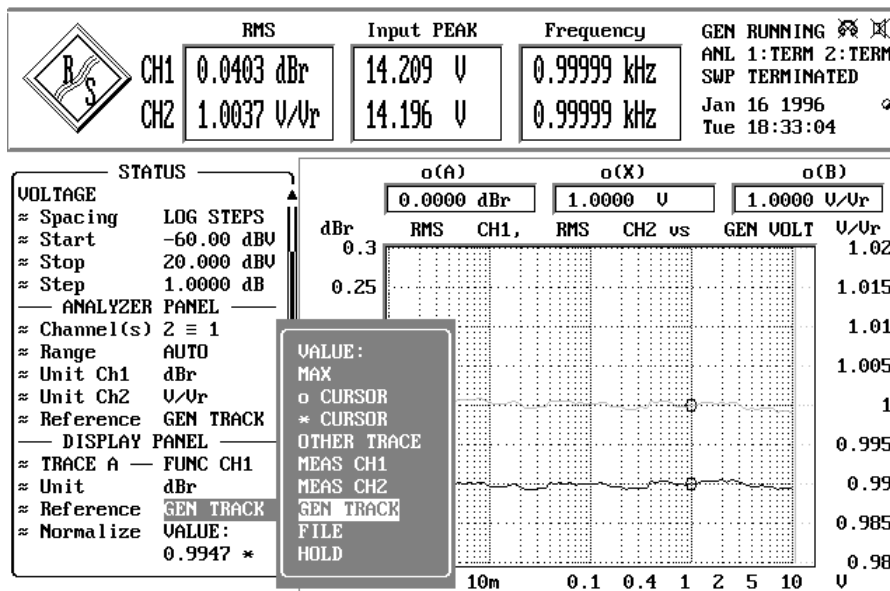 RMS Input PEAK Frequency
GEN RUNNING
ANL 1:TERM 2:TERM
SWP TERMINATED
Jan 16 1996
Tue 18:33:04
R S
CH1 0.0403 dBr 14.209 V 0.99999 kHz
CH2 1.0037 V/Vr 14.196 V 0.99999 kHz
STATUS
VOLTAGE
≈ Spacing LOG STEPS
≈ Start -60.00 dBV
≈ Stop 20.000 dBV
≈ Step 1.0000 dB
ANALYZER PANEL
≈ Channel(s) 2 ≡ 1
≈ Range AUTO
≈ Unit Ch1 dBr
≈ Unit Ch2 V/Vr
≈ Reference GEN TRACK
DISPLAY PANEL
≈ TRACE A — FUNC CH1
≈ Unit dBr
≈ Reference GEN TRACK
≈ Normalize VALUE:
0.9947 *
VALUE:
MAX
o CURSOR
* CURSOR
OTHER TRACE
MEAS CH1
MEAS CH2
GEN TRACK
FILE
HOLD
o(A) o(X) o(B)
0.0000 dBr 1.0000 V 1.0000 V/Vr
dBr RMS CH1, RMS CH2 vs GEN VOLT V/Vr
0.3
0.25
1.02
1.015
1.01
1.005
1
0.995
0.99
0.985
0.98
10m 0.1 0.4 1 2 5 10 V